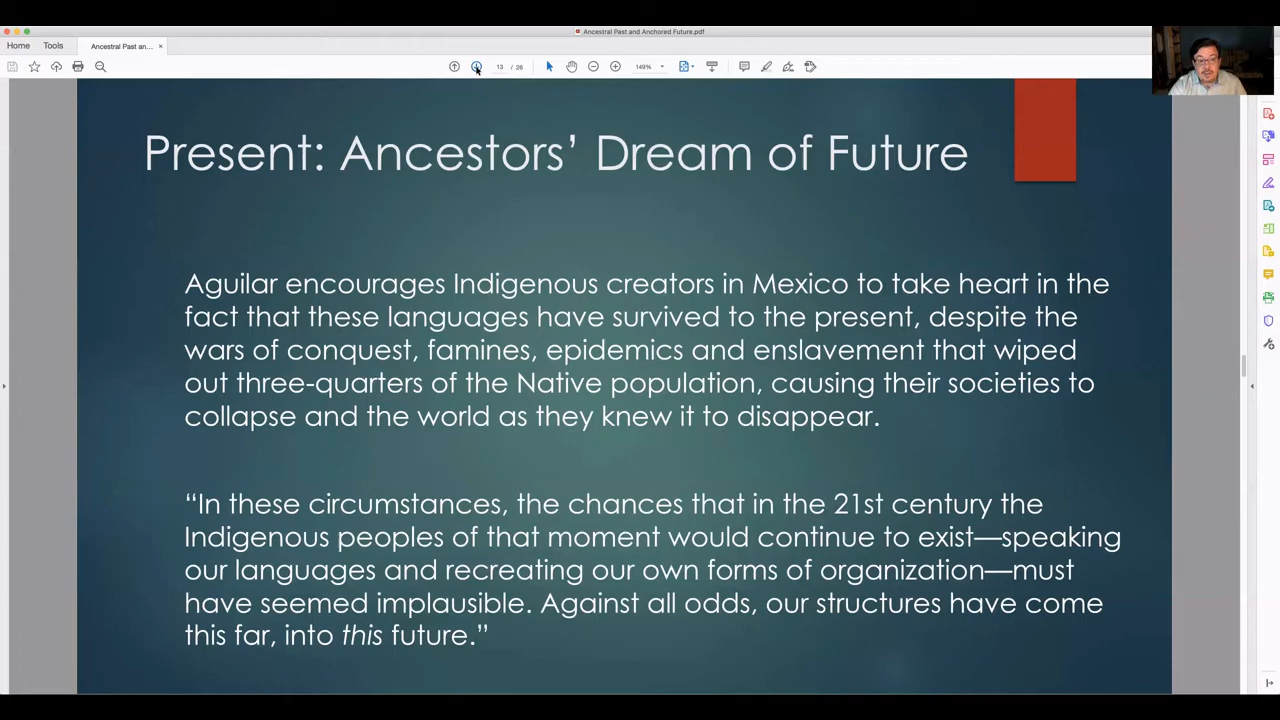 Ancestral Past and Anchored Future.pdf
Home Tools Ancestral Past an... ×
13 / 26 149%
Present: Ancestors’ Dream of Future
Aguilar encourages Indigenous creators in Mexico to take heart in the
fact that these languages have survived to the present, despite the
wars of conquest, famines, epidemics and enslavement that wiped
out three-quarters of the Native population, causing their societies to
collapse and the world as they knew it to disappear.
“In these circumstances, the chances that in the 21st century the
Indigenous peoples of that moment would continue to exist—speaking
our languages and recreating our own forms of organization—must
have seemed implausible. Against all odds, our structures have come
this far, into this future.”